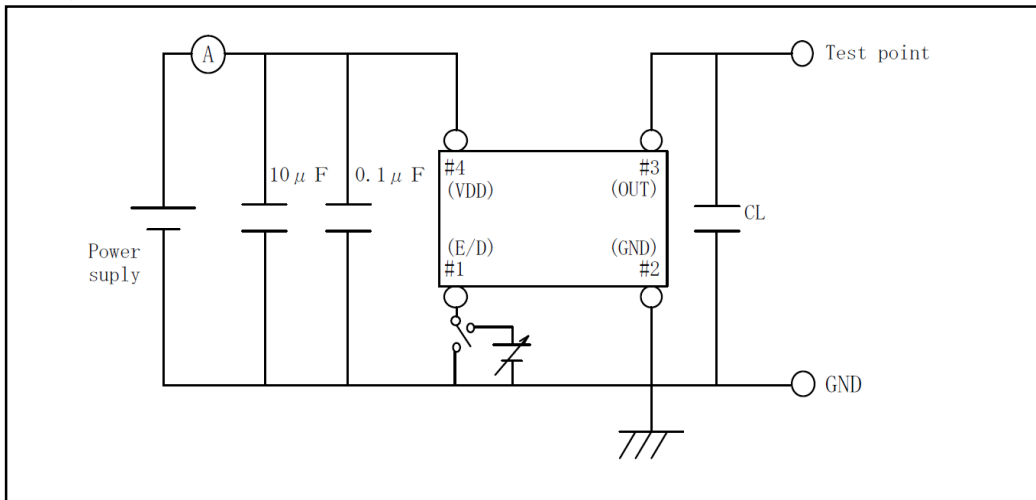 A
Test point
10μF
0.1μF
#4
(VDD)
#3
(OUT)
CL
Power
suply
(E/D)
#1
(GND)
#2
GND